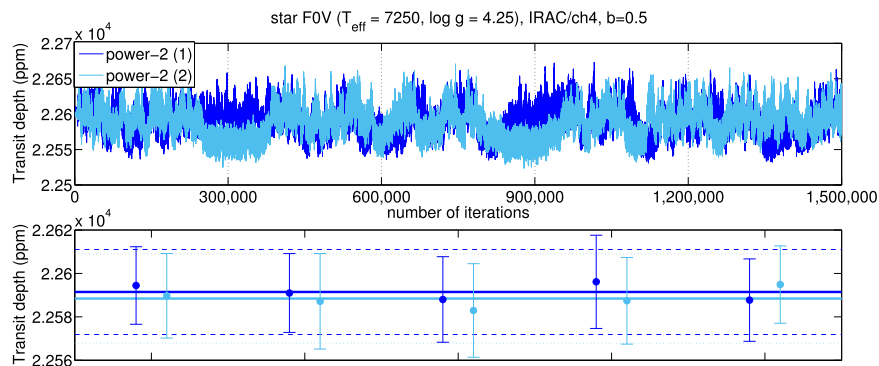 star F0V (Teff = 7250, log g = 4.25), IRAC/ch4, b=0.5
x 10^4
Transit depth (ppm)
2.27
2.265
2.26
2.255
2.25
power-2 (1)
power-2 (2)
0
300,000
600,000
900,000
1,200,000
1,500,000
number of iterations
x 10^4
Transit depth (ppm)
2.262
2.26
2.258
2.256